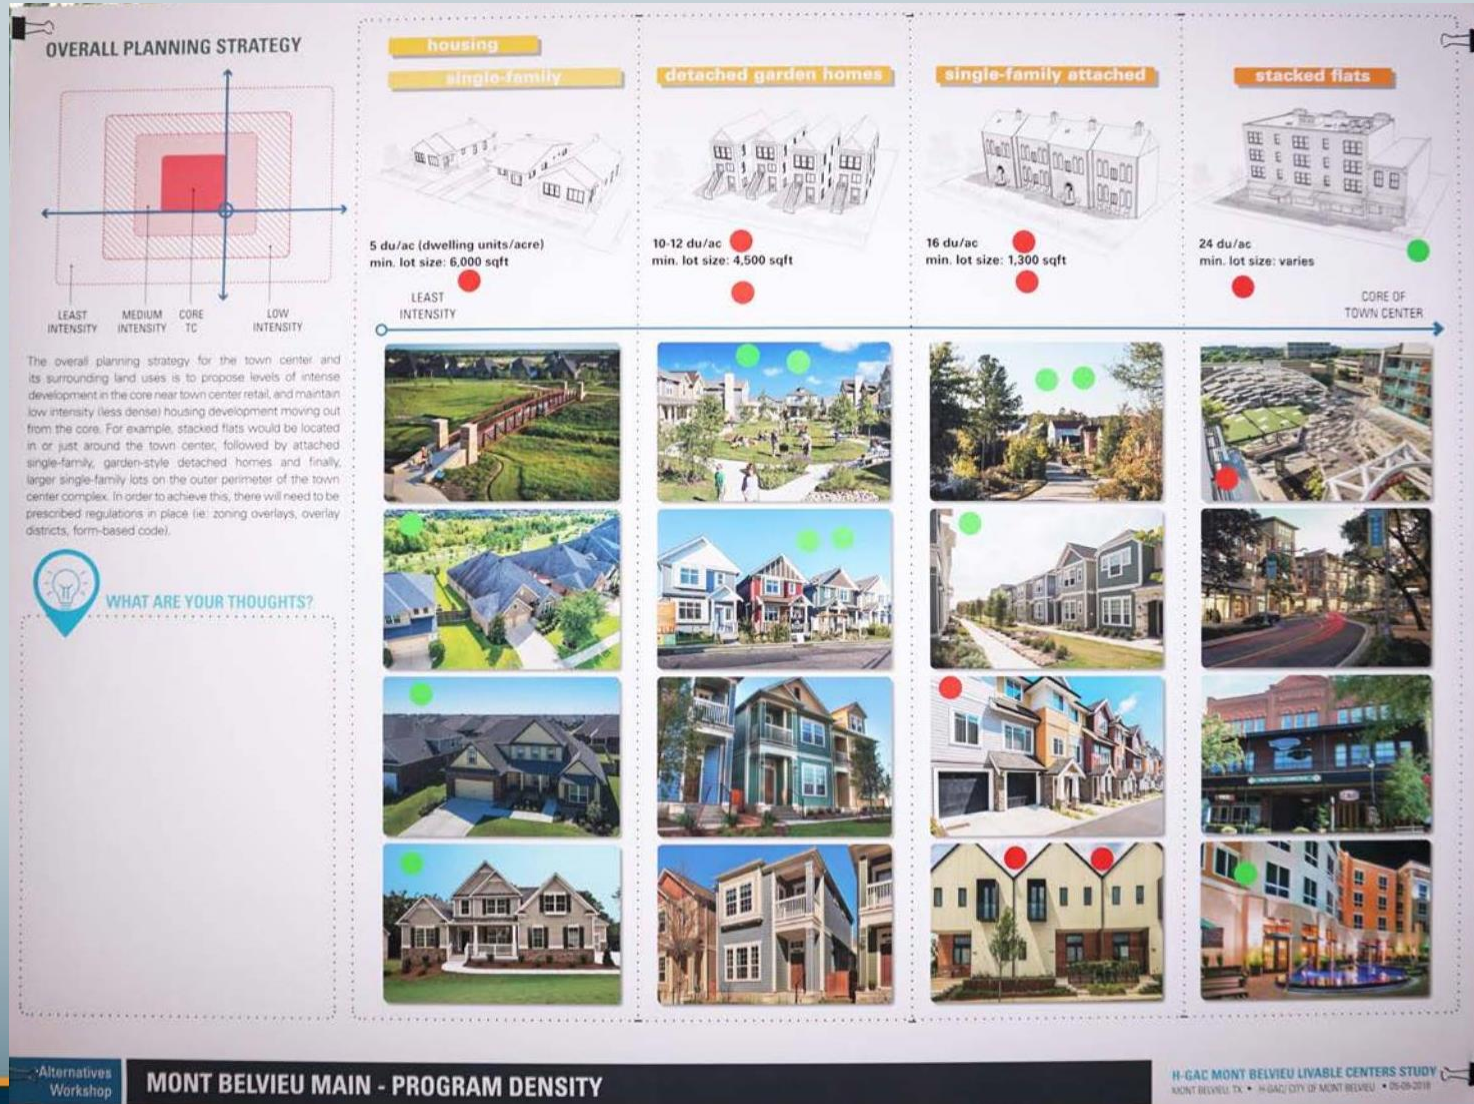 OVERALL PLANNING STRATEGY
LEAST INTENSITY
MEDIUM INTENSITY
CORE TC
LOW INTENSITY
The overall planning strategy for the town center and
its surrounding land uses is to propose levels of intense
development in the core near town center retail, and maintain
low intensity (less dense) housing development moving out
from the core. For example, stacked flats would be located
in or just around the town center, followed by attached
single-family, garden-style detached homes and finally,
larger single-family lots on the outer perimeter of the town
center complex. In order to achieve this, there will need to be
prescribed regulations in place (ie: zoning overlays, overlay
districts, form-based code).
WHAT ARE YOUR THOUGHTS?
housing
single-family
5 du/ac (dwelling units/acre)
min. lot size: 6,000 sqft
detached garden homes
10-12 du/ac
min. lot size: 4,500 sqft
single-family attached
16 du/ac
min. lot size: 1,300 sqft
stacked flats
24 du/ac
min. lot size: varies
LEAST
INTENSITY
CORE OF
TOWN CENTER
Alternatives
Workshop
MONT BELVIEU MAIN - PROGRAM DENSITY
H-GAC MONT BELVIEU LIVABLE CENTERS STUDY
MONT BELVIEU, TX • H-GAC/ CITY OF MONT BELVIEU •